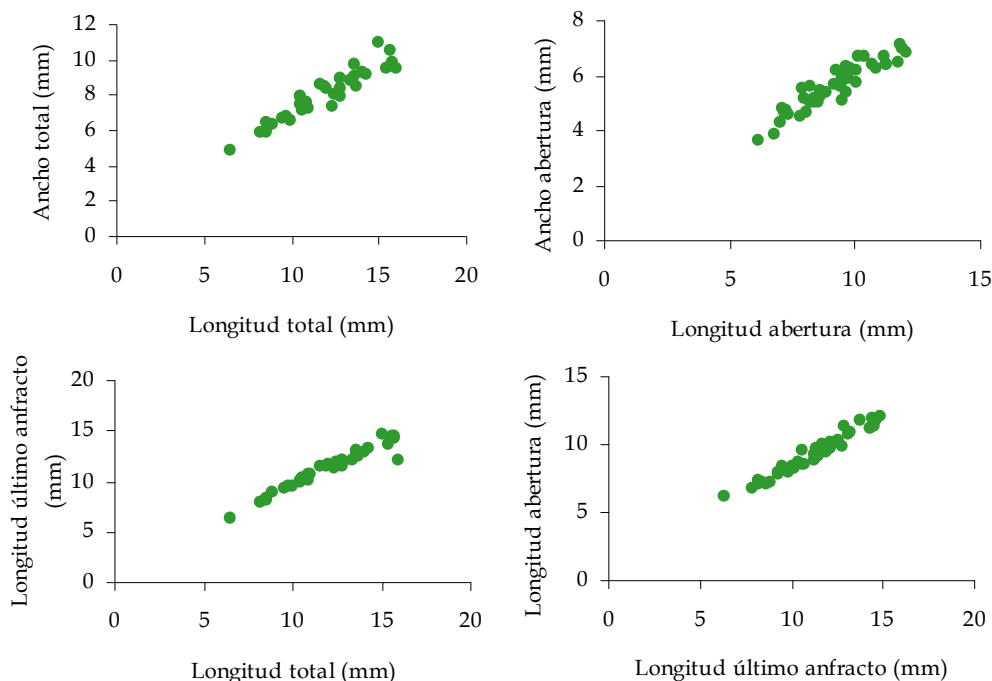 12
10
8
6
4
2
0
Ancho total (mm)
0 5 10 15 20
Longitud total (mm)
8
6
4
2
0
Ancho abertura (mm)
0 5 10 15
Longitud abertura (mm)
20
15
10
5
0
Longitud último anfracto
(mm)
0 5 10 15 20
Longitud total (mm)
15
10
5
0
Longitud abertura (mm)
0 5 10 15 20
Longitud último anfracto (mm)